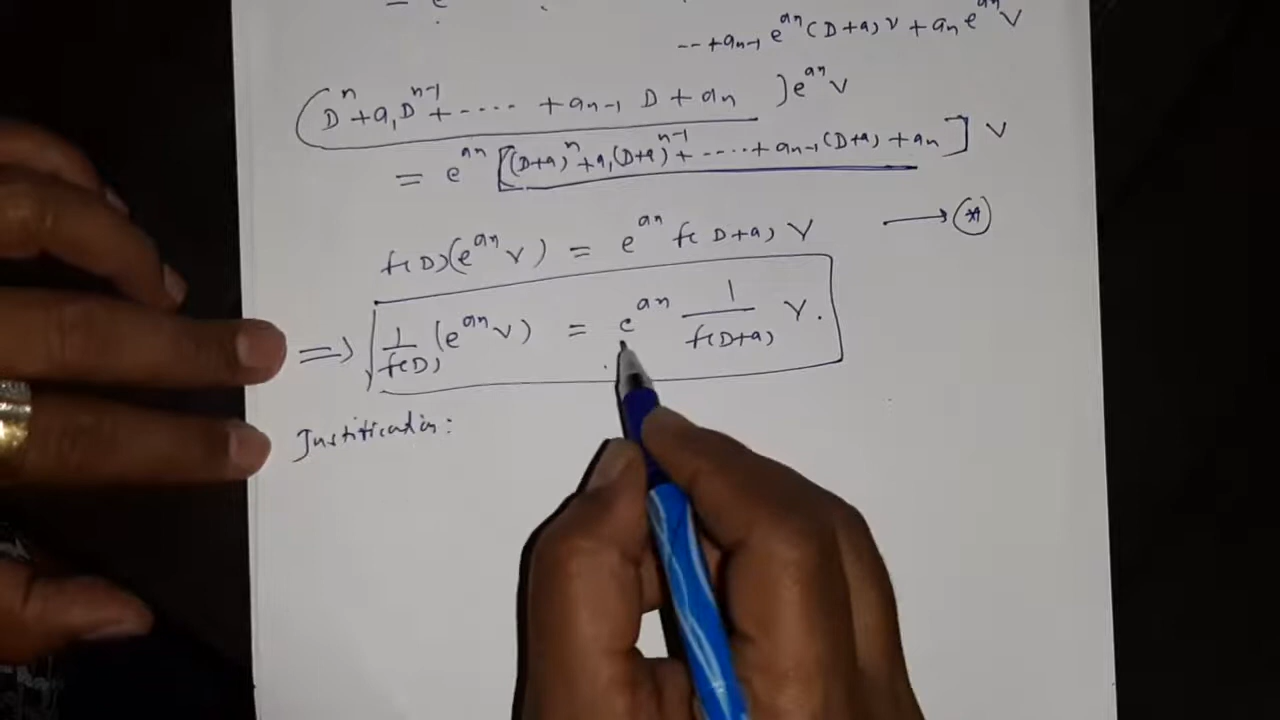 = e
-- + aₙ₋₁ e^{ax} (D+a) V + aₙ e^{ax} V
(Dⁿ + a₁Dⁿ⁻¹ + ---- + aₙ₋₁ D + aₙ ) e^{ax} V
= e^{ax} [(D+a)ⁿ + a₁(D+a)ⁿ⁻¹ + ---- + aₙ₋₁ (D+a) + aₙ ] V
f(D)(e^{ax} V) = e^{ax} f(D+a) V ⟶ (*)
⟹ 1/f(D) (e^{ax} V) = e^{ax} 1/f(D+a) V.
Justification: